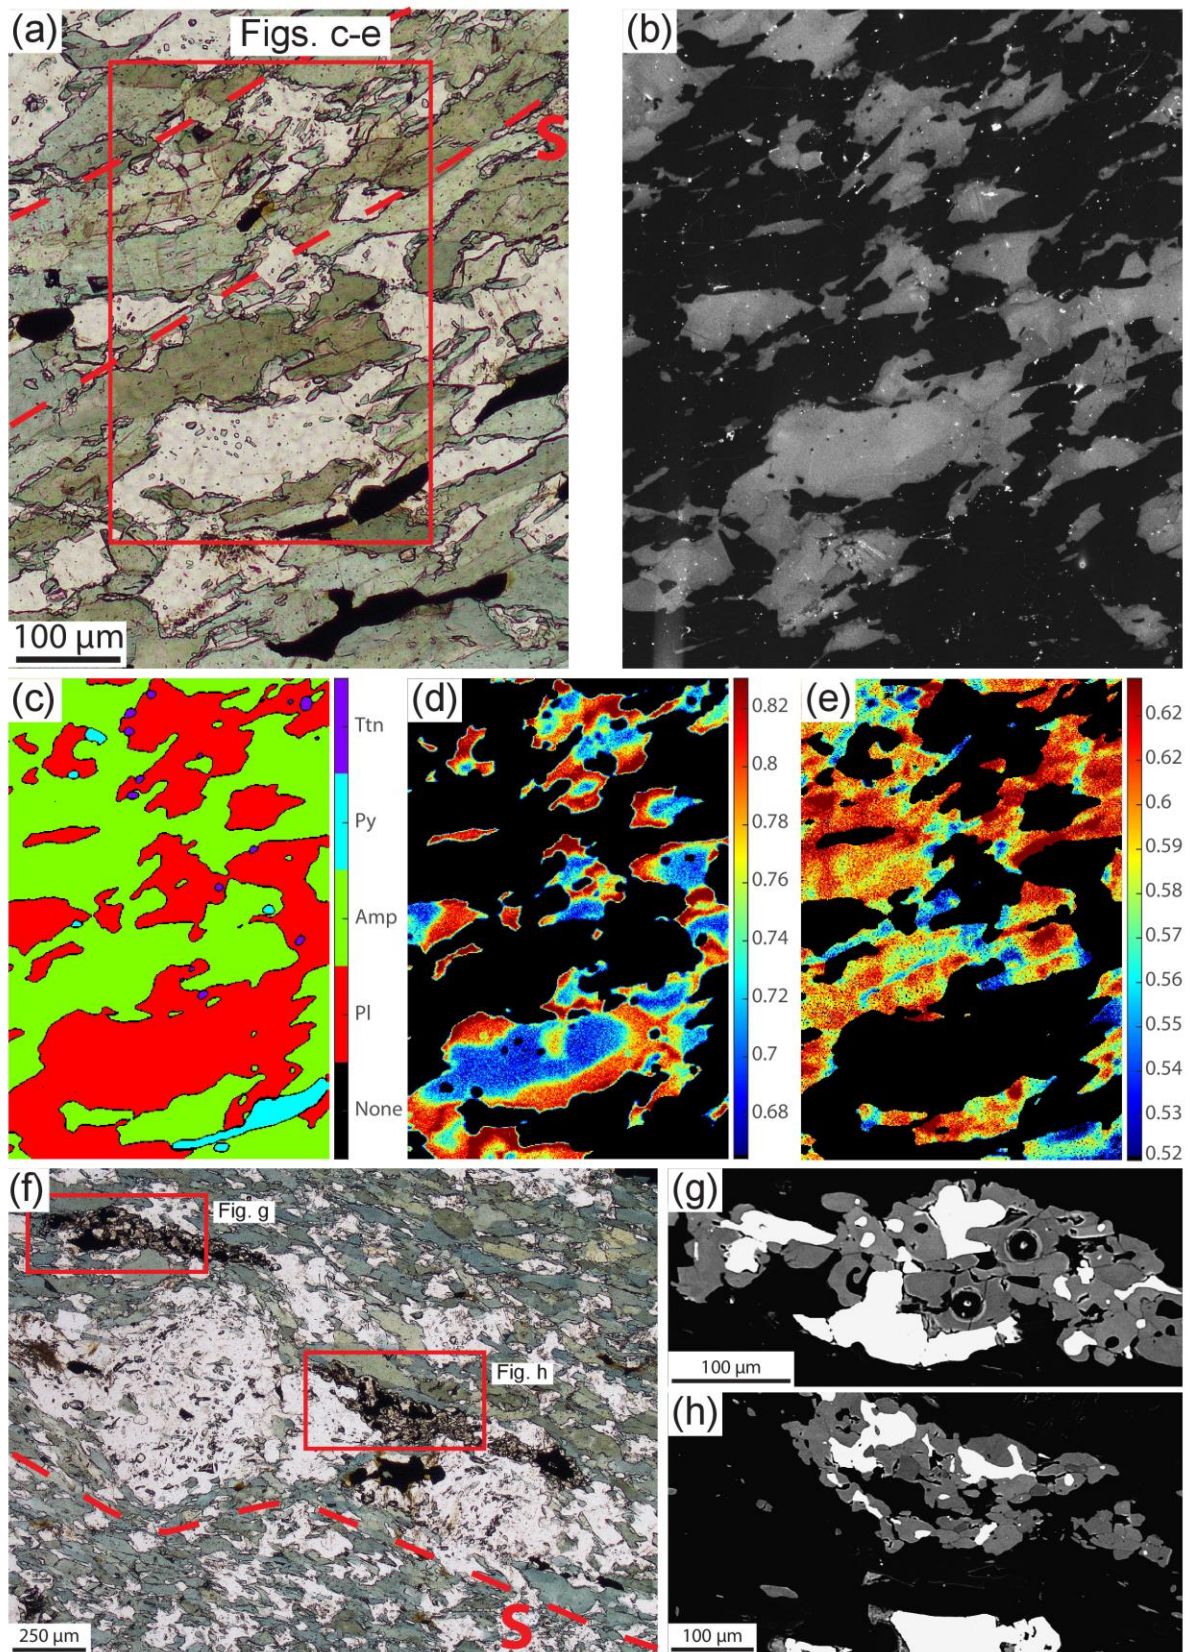 (a)
Figs. c-e
S
100 µm
(b)
(c)
Ttn
Py
Amp
Pl
None
(d)
0.82
0.8
0.78
0.76
0.74
0.72
0.7
0.68
(e)
0.62
0.61
0.6
0.59
0.58
0.57
0.56
0.55
0.54
0.53
0.52
(f)
Fig. g
Fig. h
S
250 µm
(g)
100 µm
(h)
100 µm